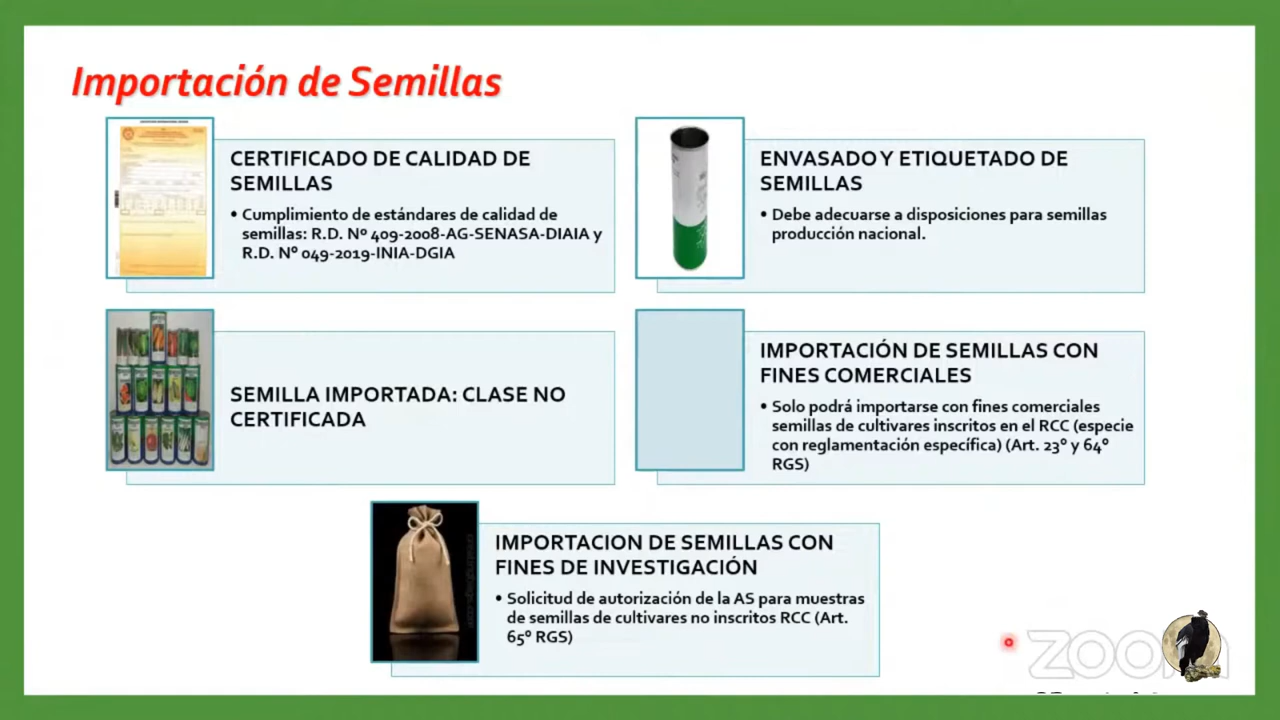 Importación de Semillas
CERTIFICADO DE CALIDAD DE
SEMILLAS
• Cumplimiento de estándares de calidad de
semillas: R.D. Nº 409-2008-AG-SENASA-DIAIA y
R.D. Nº 049-2019-INIA-DGIA
ENVASADO Y ETIQUETADO DE
SEMILLAS
• Debe adecuarse a disposiciones para semillas
producción nacional.
SEMILLA IMPORTADA: CLASE NO
CERTIFICADA
IMPORTACIÓN DE SEMILLAS CON
FINES COMERCIALES
• Solo podrá importarse con fines comerciales
semillas de cultivares inscritos en el RCC (especie
con reglamentación específica) (Art. 23° y 64°
RGS)
IMPORTACION DE SEMILLAS CON
FINES DE INVESTIGACIÓN
• Solicitud de autorización de la AS para muestras
de semillas de cultivares no inscritos RCC (Art.
65° RGS)
zoom